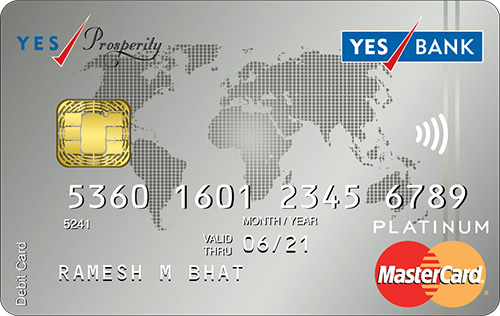 YES Prosperity
YES BANK
5360 1601 2345 6789
5241
MONTH / YEAR
PLATINUM
VALID THRU 06/21
RAMESH M BHAT
MasterCard
Debit Card